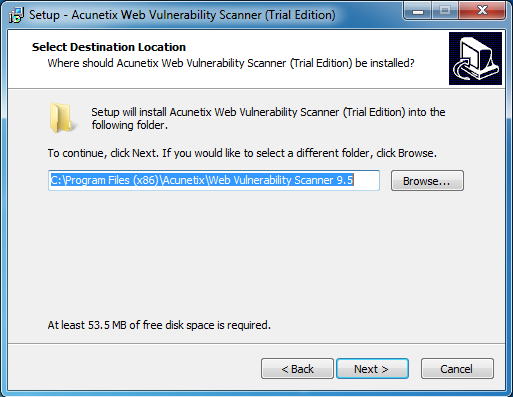 Setup - Acunetix Web Vulnerability Scanner (Trial Edition)
Select Destination Location
Where should Acunetix Web Vulnerability Scanner (Trial Edition) be installed?
Setup will install Acunetix Web Vulnerability Scanner (Trial Edition) into the
following folder.
To continue, click Next. If you would like to select a different folder, click Browse.
C:\Program Files (x86)\Acunetix\Web Vulnerability Scanner 9.5
Browse...
At least 53.5 MB of free disk space is required.
< Back
Next >
Cancel